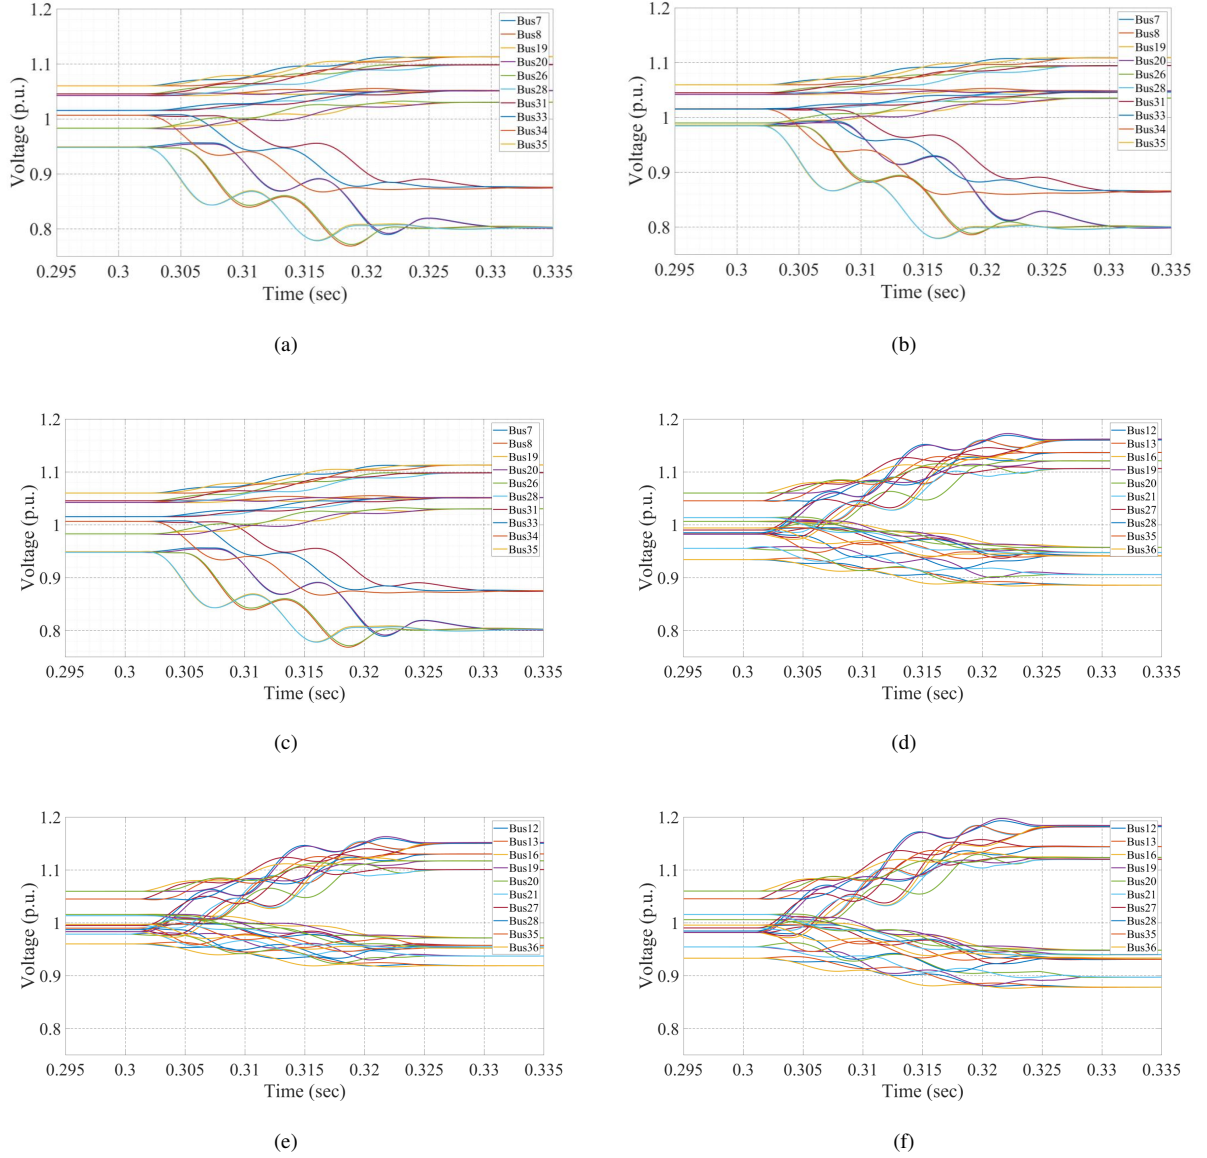 1.2
1.1
1
0.9
0.8
Voltage (p.u.)
0.295 0.3 0.305 0.31 0.315 0.32 0.325 0.33 0.335
Time (sec)
Bus7
Bus8
Bus19
Bus20
Bus26
Bus28
Bus31
Bus33
Bus34
Bus35
(a)
1.2
1.1
1
0.9
0.8
Voltage (p.u.)
0.295 0.3 0.305 0.31 0.315 0.32 0.325 0.33 0.335
Time (sec)
Bus7
Bus8
Bus19
Bus20
Bus26
Bus28
Bus31
Bus33
Bus34
Bus35
(b)
1.2
1.1
1
0.9
0.8
Voltage (p.u.)
0.295 0.3 0.305 0.31 0.315 0.32 0.325 0.33 0.335
Time (sec)
Bus7
Bus8
Bus19
Bus20
Bus26
Bus28
Bus31
Bus33
Bus34
Bus35
(c)
1.2
1.1
1
0.9
0.8
Voltage (p.u.)
0.295 0.3 0.305 0.31 0.315 0.32 0.325 0.33 0.335
Time (sec)
Bus12
Bus13
Bus16
Bus19
Bus20
Bus21
Bus27
Bus28
Bus35
Bus36
(d)
1.2
1.1
1
0.9
0.8
Voltage (p.u.)
0.295 0.3 0.305 0.31 0.315 0.32 0.325 0.33 0.335
Time (sec)
Bus12
Bus13
Bus16
Bus19
Bus20
Bus21
Bus27
Bus28
Bus35
Bus36
(e)
1.2
1.1
1
0.9
0.8
Voltage (p.u.)
0.295 0.3 0.305 0.31 0.315 0.32 0.325 0.33 0.335
Time (sec)
Bus12
Bus13
Bus16
Bus19
Bus20
Bus21
Bus27
Bus28
Bus35
Bus36
(f)